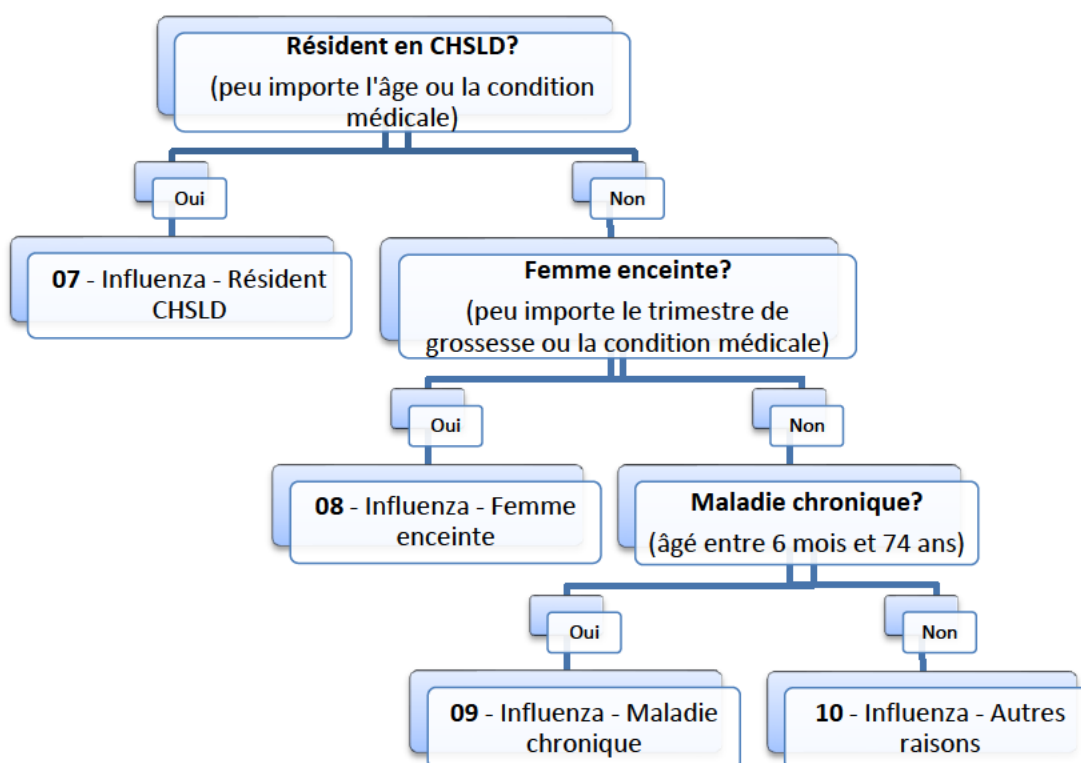 Résident en CHSLD?
(peu importe l'âge ou la condition
médicale)
Oui
Non
07 - Influenza - Résident
CHSLD
Femme enceinte?
(peu importe le trimestre de
grossesse ou la condition médicale)
Oui
Non
08 - Influenza - Femme
enceinte
Maladie chronique?
(âgé entre 6 mois et 74 ans)
Oui
Non
09 - Influenza - Maladie
chronique
10 - Influenza - Autres
raisons